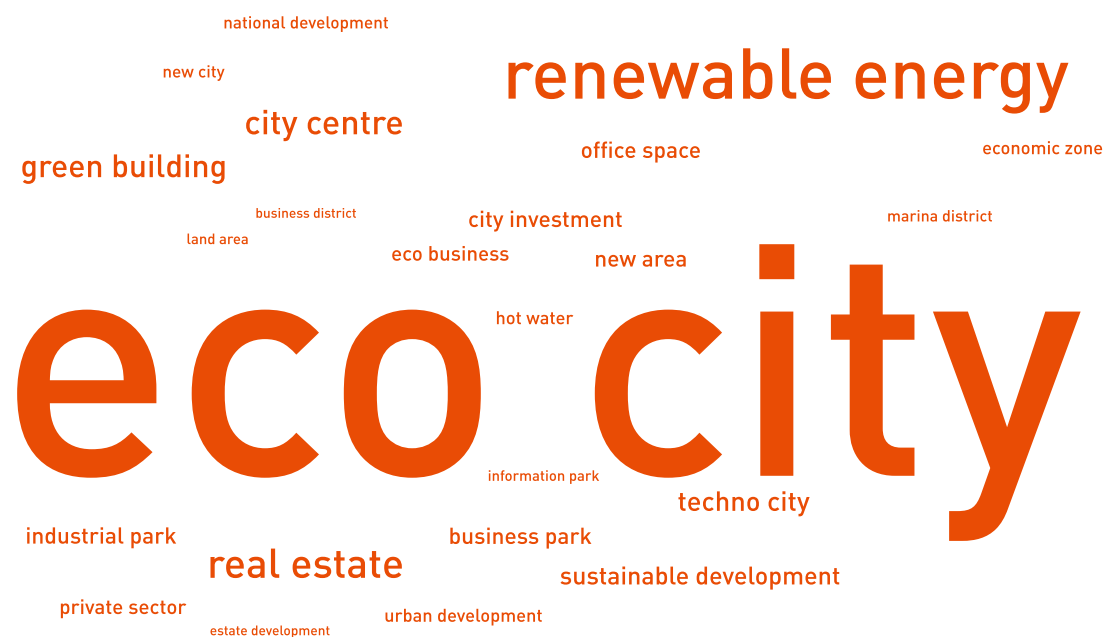 national development
new city
renewable energy
city centre
office space
economic zone
green building
business district
city investment
marina district
land area
eco business
new area
hot water
eco city
information park
techno city
industrial park
business park
real estate
sustainable development
private sector
urban development
estate development